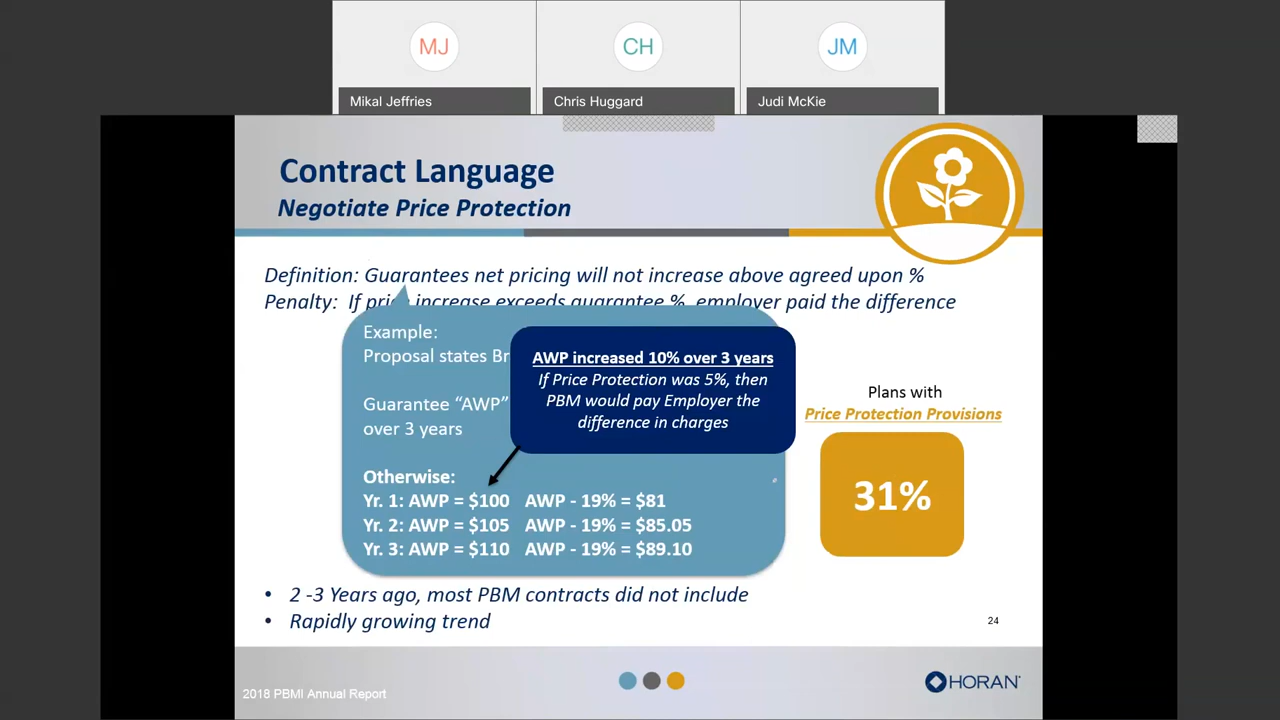 MJ
CH
JM
Mikal Jeffries
Chris Huggard
Judi McKie
Contract Language
Negotiate Price Protection
Definition: Guarantees net pricing will not increase above agreed upon %
Penalty: If price increase exceeds guarantee %, employer paid the difference
Example:
Proposal states Br
Guarantee “AWP”
over 3 years
AWP increased 10% over 3 years
If Price Protection was 5%, then
PBM would pay Employer the
difference in charges
Otherwise:
Yr. 1: AWP = $100 AWP - 19% = $81
Yr. 2: AWP = $105 AWP - 19% = $85.05
Yr. 3: AWP = $110 AWP - 19% = $89.10
Plans with
Price Protection Provisions
31%
• 2 -3 Years ago, most PBM contracts did not include
• Rapidly growing trend
24
2018 PBMI Annual Report
HORAN